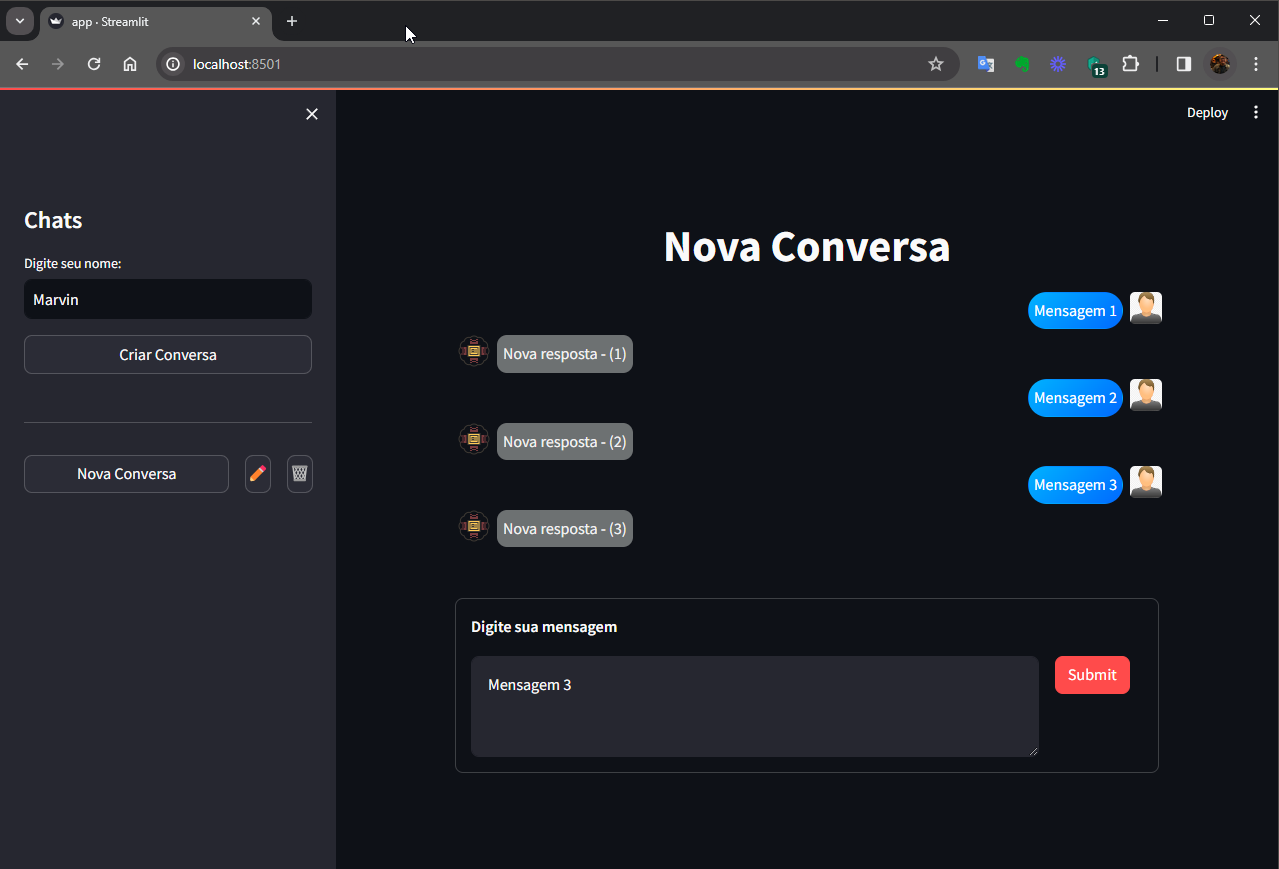 app · Streamlit
localhost:8501
13
Deploy
Chats
Digite seu nome:
Marvin
Criar Conversa
Nova Conversa
Nova Conversa
Mensagem 1
Nova resposta - (1)
Mensagem 2
Nova resposta - (2)
Mensagem 3
Nova resposta - (3)
Digite sua mensagem
Mensagem 3
Submit